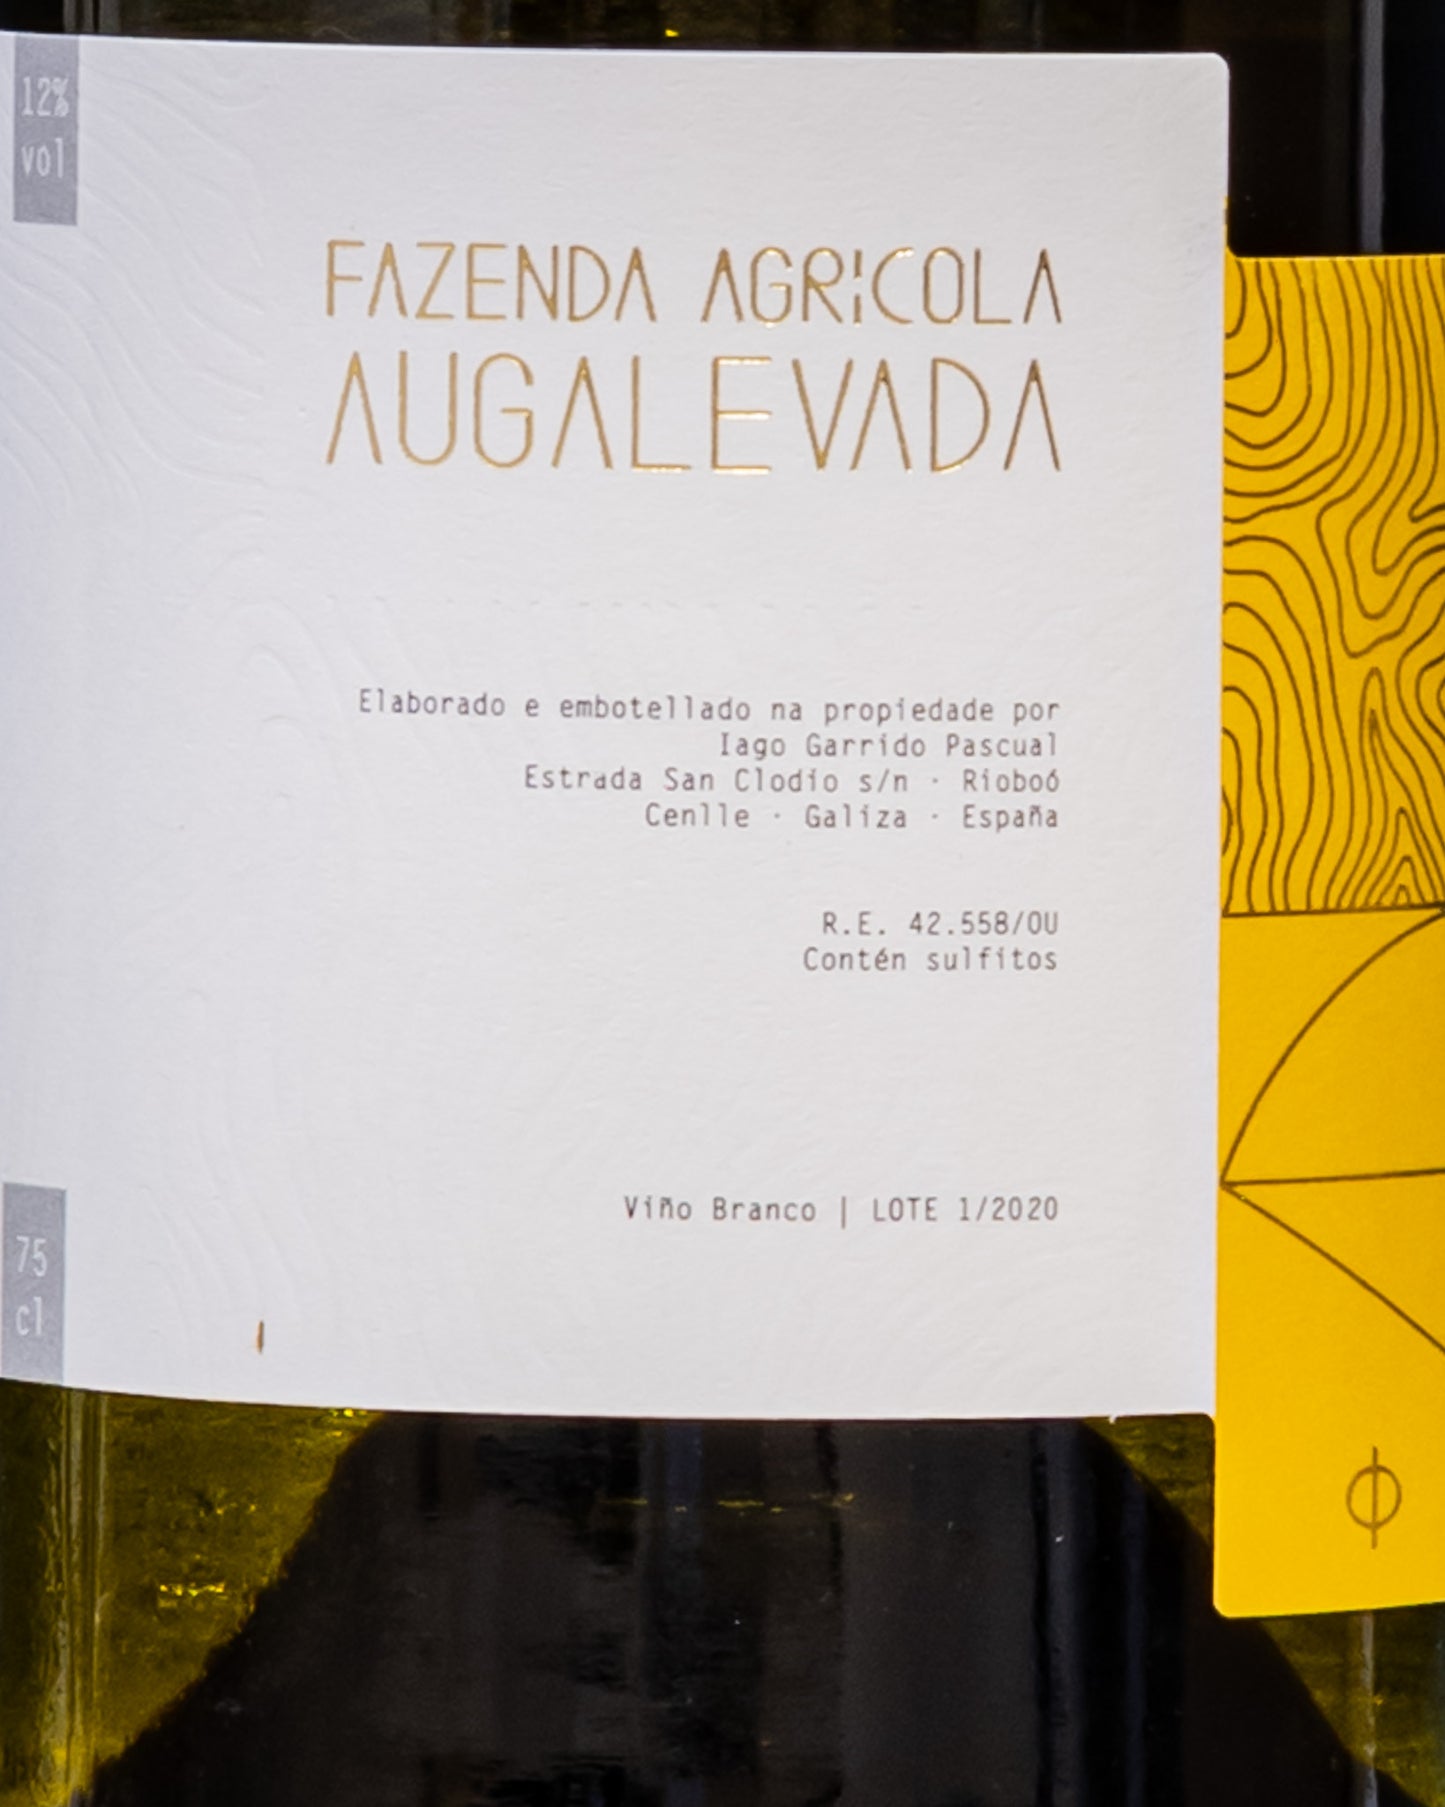 12%
vol
FAZENDA AGRÍCOLA
AUGALEVADA
Elaborado e embotellado na propiedade por
Iago Garrido Pascual
Estrada San Clodio s/n · Rioboó
Cenlle · Galiza · España
R.E. 42.558/OU
Contén sulfitos
Viño Branco | LOTE 1/2020
75
cl